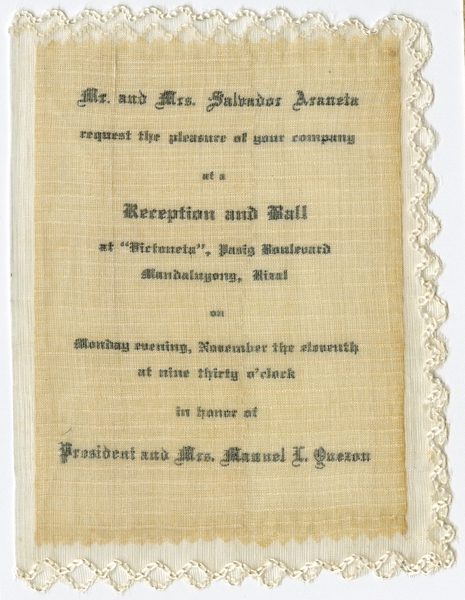 Mr. and Mrs. Salvador Araneta
request the pleasure of your company
at a
Reception and Ball
at "Victoneta", Pasig Boulevard
Mandaluyong, Rizal
on
Monday evening, November the eleventh
at nine thirty o'clock
in honor of
President and Mrs. Manuel L. Quezon